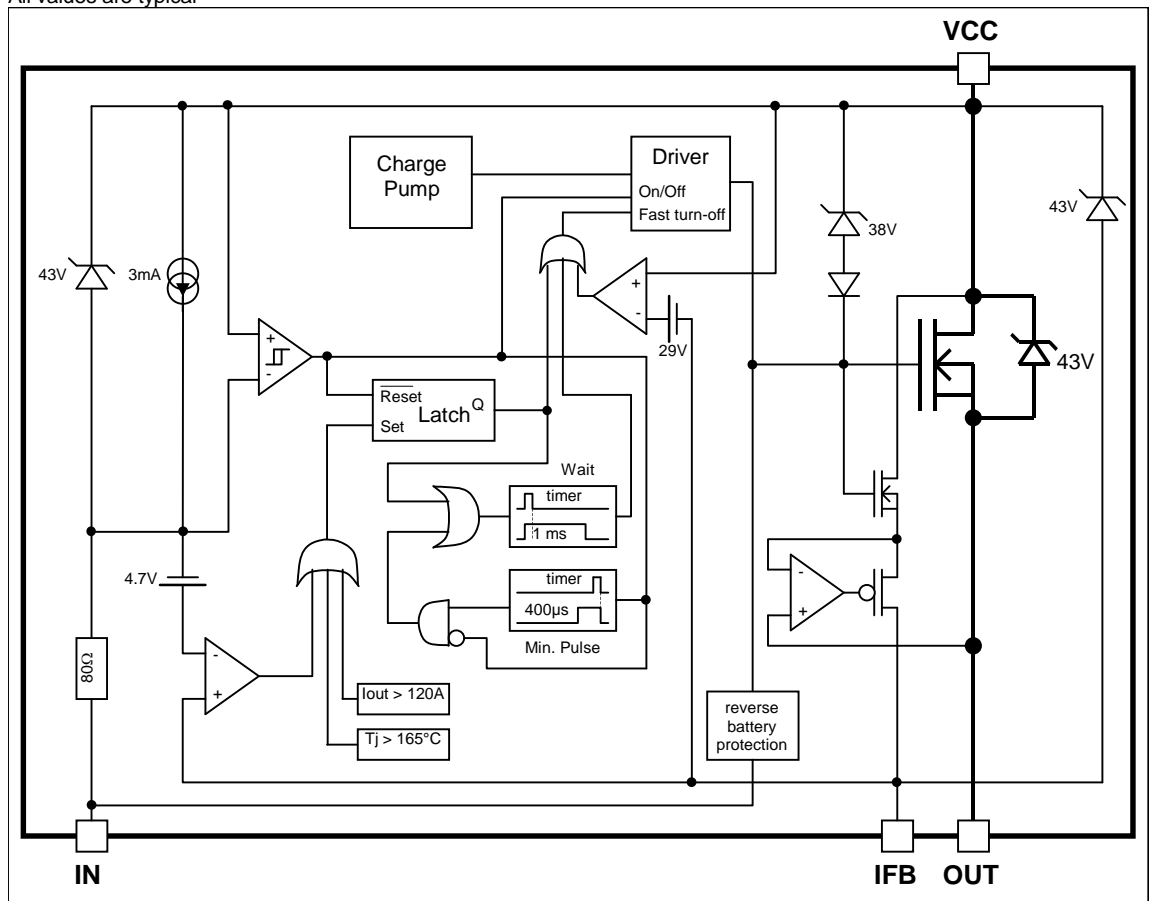 All values are typical
VCC
Charge
Pump
Driver
On/Off
Fast turn-off
38V
43V
43V
3mA
+
-
+
-
29V
43V
Reset
Latch
Q
Set
Wait
timer
1 ms
4.7V
timer
400µs
Min. Pulse
-
+
80Ω
-
+
Iout > 120A
Tj > 165°C
reverse
battery
protection
IN
IFB
OUT